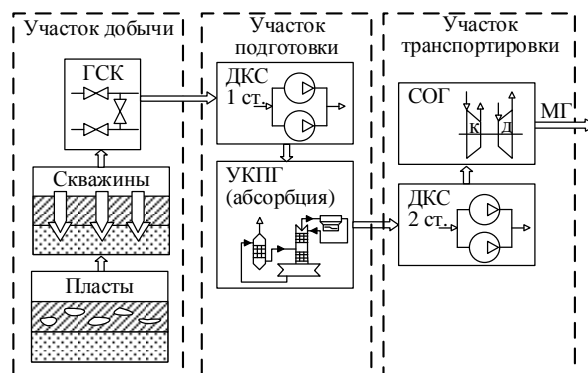 Участок добычи
ГСК
Скважины
Пласты
Участок
подготовки
ДКС
1 ст.
УКПГ
(абсорбция)
Участок
транспортировки
СОГ
К
Д
МГ
ДКС
2 ст.